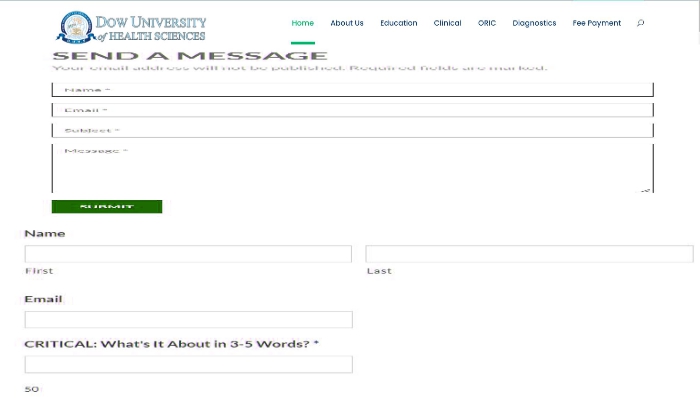 DOW UNIVERSITY
of HEALTH SCIENCES
Home About Us Education Clinical ORIC Diagnostics Fee Payment
SEND A MESSAGE
Your email address will not be published. Required fields are marked.
Name *
Email *
Subject *
Message *
SUBMIT
Name
First Last
Email
CRITICAL: What's It About in 3-5 Words? *
50